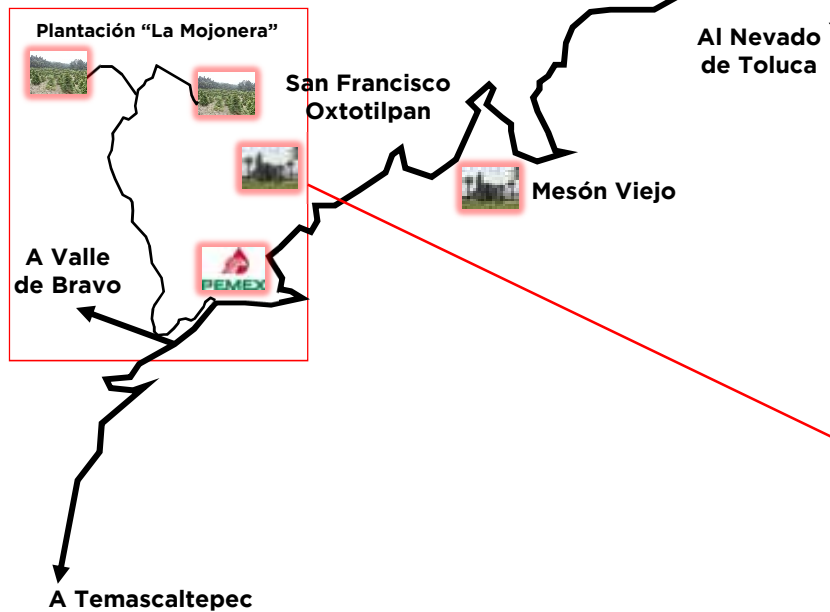 Plantación “La Mojonera”
Al Nevado
de Toluca
San Francisco
Oxtotilpan
Mesón Viejo
A Valle
de Bravo
PEMEX
A Temascaltepec